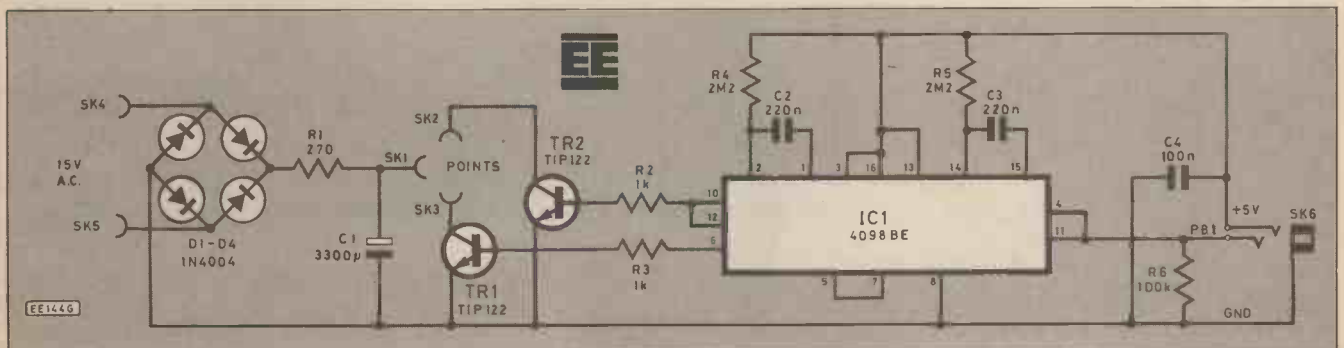 EE
SK4
15V
A.C.
SK5
D1-D4
1N4004
R1
270
C1
3300µ
SK1
SK2
POINTS
SK3
TR2
TIP122
TR1
TIP122
R2
1k
R3
1k
R4
2M2
C2
220n
R5
2M2
C3
220n
2
1
3
16
13
14
15
10
12
6
IC1
4098BE
4
11
5
7
8
C4
100n
+5V
PB1
SK6
R6
100k
GND
EE144G